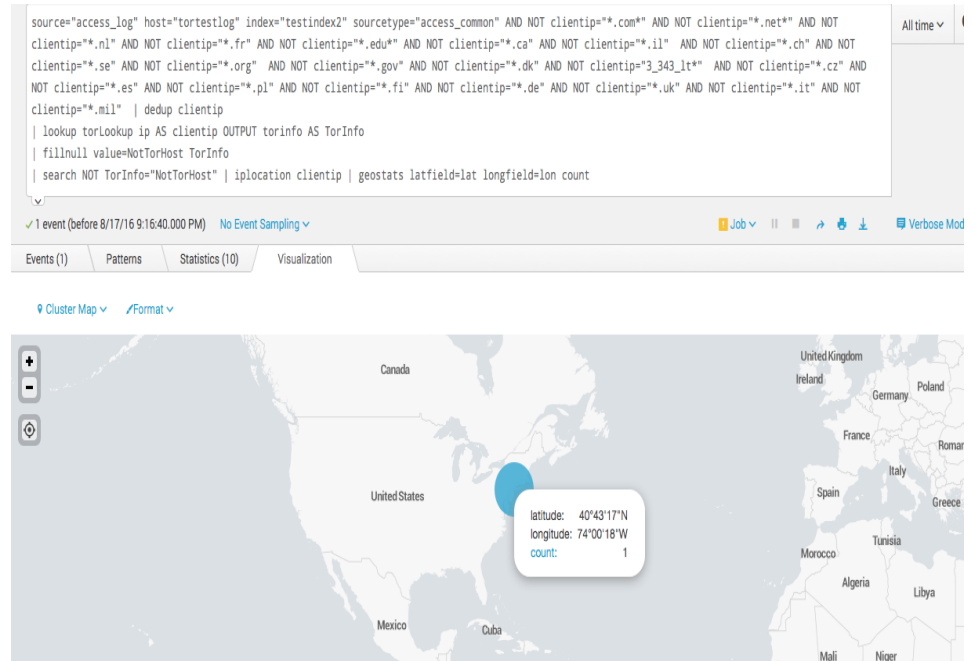 source="access_log" host="tortestlog" index="testindex2" sourcetype="access_common" AND NOT clientip="*.com*" AND NOT clientip="*.net*" AND NOT
clientip="*.nl" AND NOT clientip="*.fr" AND NOT clientip="*.edu*" AND NOT clientip="*.ca" AND NOT clientip="*.il" AND NOT clientip="*.ch" AND NOT
clientip="*.se" AND NOT clientip="*.org" AND NOT clientip="*.gov" AND NOT clientip="*.dk" AND NOT clientip="3_343_lt*" AND NOT clientip="*.cz" AND
NOT clientip="*.es" AND NOT clientip="*.pl" AND NOT clientip="*.fi" AND NOT clientip="*.de" AND NOT clientip="*.uk" AND NOT clientip="*.it" AND NOT
clientip="*.mil" | dedup clientip
| lookup torLookup ip AS clientip OUTPUT torinfo AS TorInfo
| fillnull value=NotTorHost TorInfo
| search NOT TorInfo="NotTorHost" | iplocation clientip | geostats latfield=lat longfield=lon count
All time
✓ 1 event (before 8/17/16 9:16:40.000 PM) No Event Sampling
Job
Verbose Mod
Events (1) Patterns Statistics (10) Visualization
Cluster Map Format
+
-
Canada
United Kingdom
Ireland
Poland
Germany
France
Romar
Italy
Spain
Greece
United States
latitude: 40°43'17"N
longitude: 74°00'18"W
count: 1
Tunisia
Morocco
Algeria
Libya
Mexico
Cuba
Mali
Niger